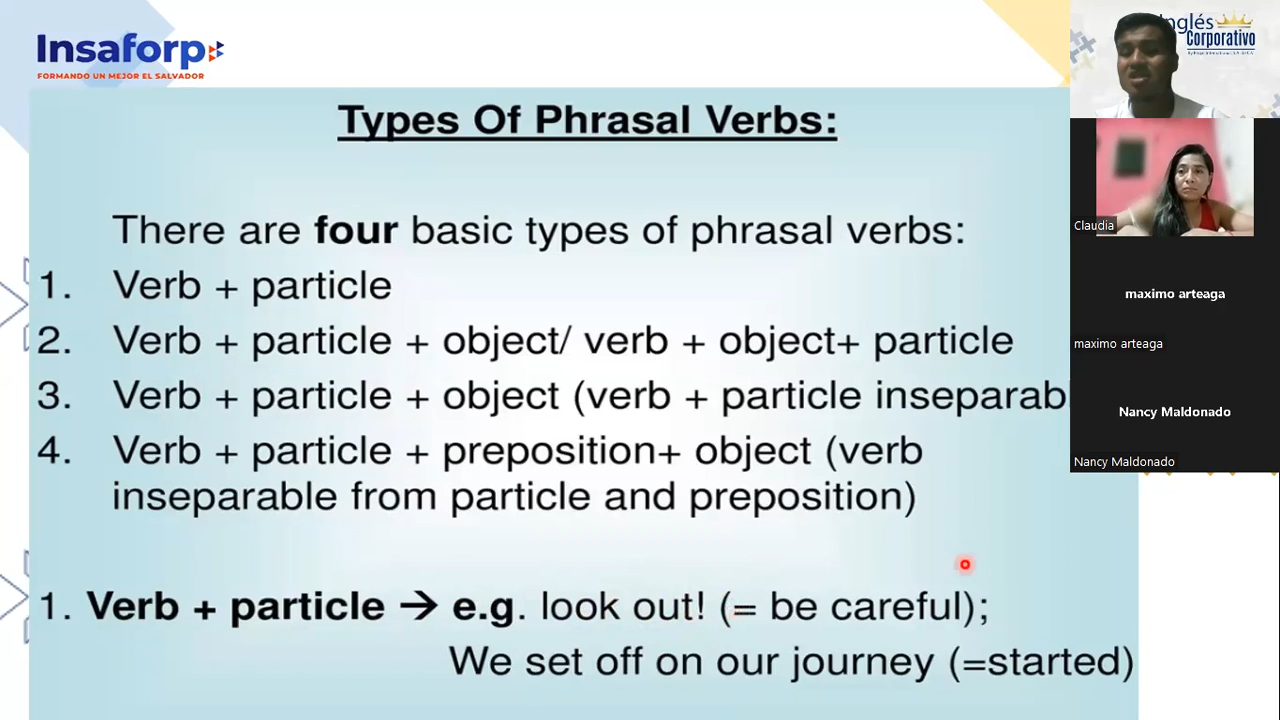 Insaforp
FORMANDO UN MEJOR EL SALVADOR
Inglés
Corporativo
Types Of Phrasal Verbs:
There are four basic types of phrasal verbs:
1. Verb + particle
2. Verb + particle + object/ verb + object+ particle
3. Verb + particle + object (verb + particle inseparab
4. Verb + particle + preposition+ object (verb
inseparable from particle and preposition)
1. Verb + particle → e.g. look out! (= be careful);
We set off on our journey (=started)
Claudia
maximo arteaga
maximo arteaga
Nancy Maldonado
Nancy Maldonado